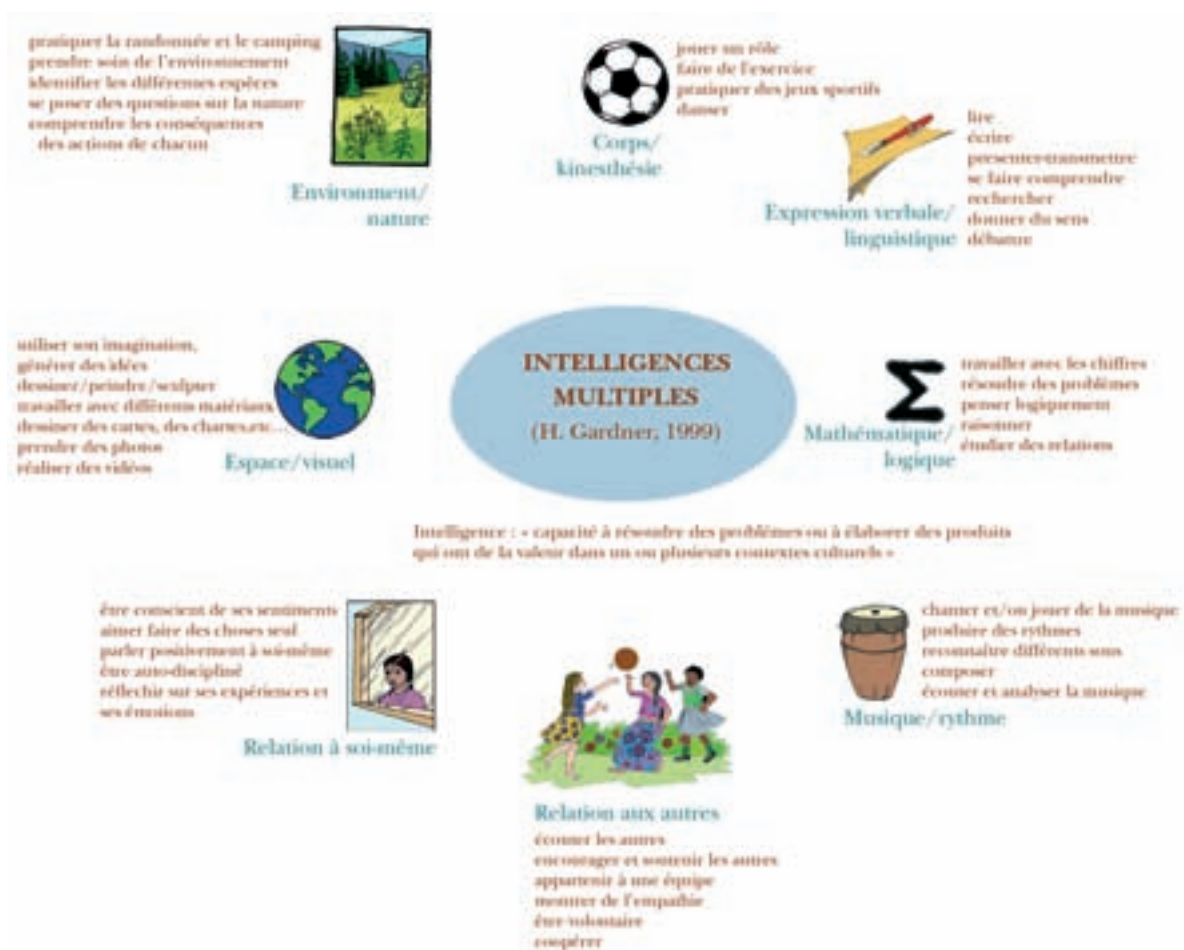 pratiquer la randonnée et le camping
prendre soin de l'environnement
identifier les différentes espèces
se poser des questions sur la nature
comprendre les conséquences
des actions de chacun
Environment/
nature
jouer un rôle
faire de l'exercice
pratiquer des jeux sportifs
danser
Corps/
kinesthésie
lire
écrire
presenter-transmettre
se faire comprendre
rechercher
donner du sens
débattre
Expression verbale/
linguistique
utiliser son imagination,
générer des idées
dessiner/peindre/sculpter
travailler avec différents matériaux
dessiner des cartes, des chartes,etc…
prendre des photos
réaliser des vidéos
Espace/visuel
INTELLIGENCES
MULTIPLES
(H. Gardner, 1999)
travailler avec les chiffres
résoudre des problèmes
penser logiquement
raisonner
étudier des relations
Σ
Mathématique/
logique
Intelligence : « capacité à résoudre des problèmes ou à élaborer des produits
qui ont de la valeur dans un ou plusieurs contextes culturels »
être conscient de ses sentiments
aimer faire des choses seul
parler positivement à soi-même
être auto-discipliné
réflechir sur ses expériences et
ses émotions
Relation à soi-même
Relation aux autres
écouter les autres
encourager et soutenir les autres
appartenir à une équipe
montrer de l'empathie
être volontaire
coopérer
chanter et/ou jouer de la musique
produire des rythmes
reconnaître différents sons
composer
écouter et analyser la musique
Musique/rythme